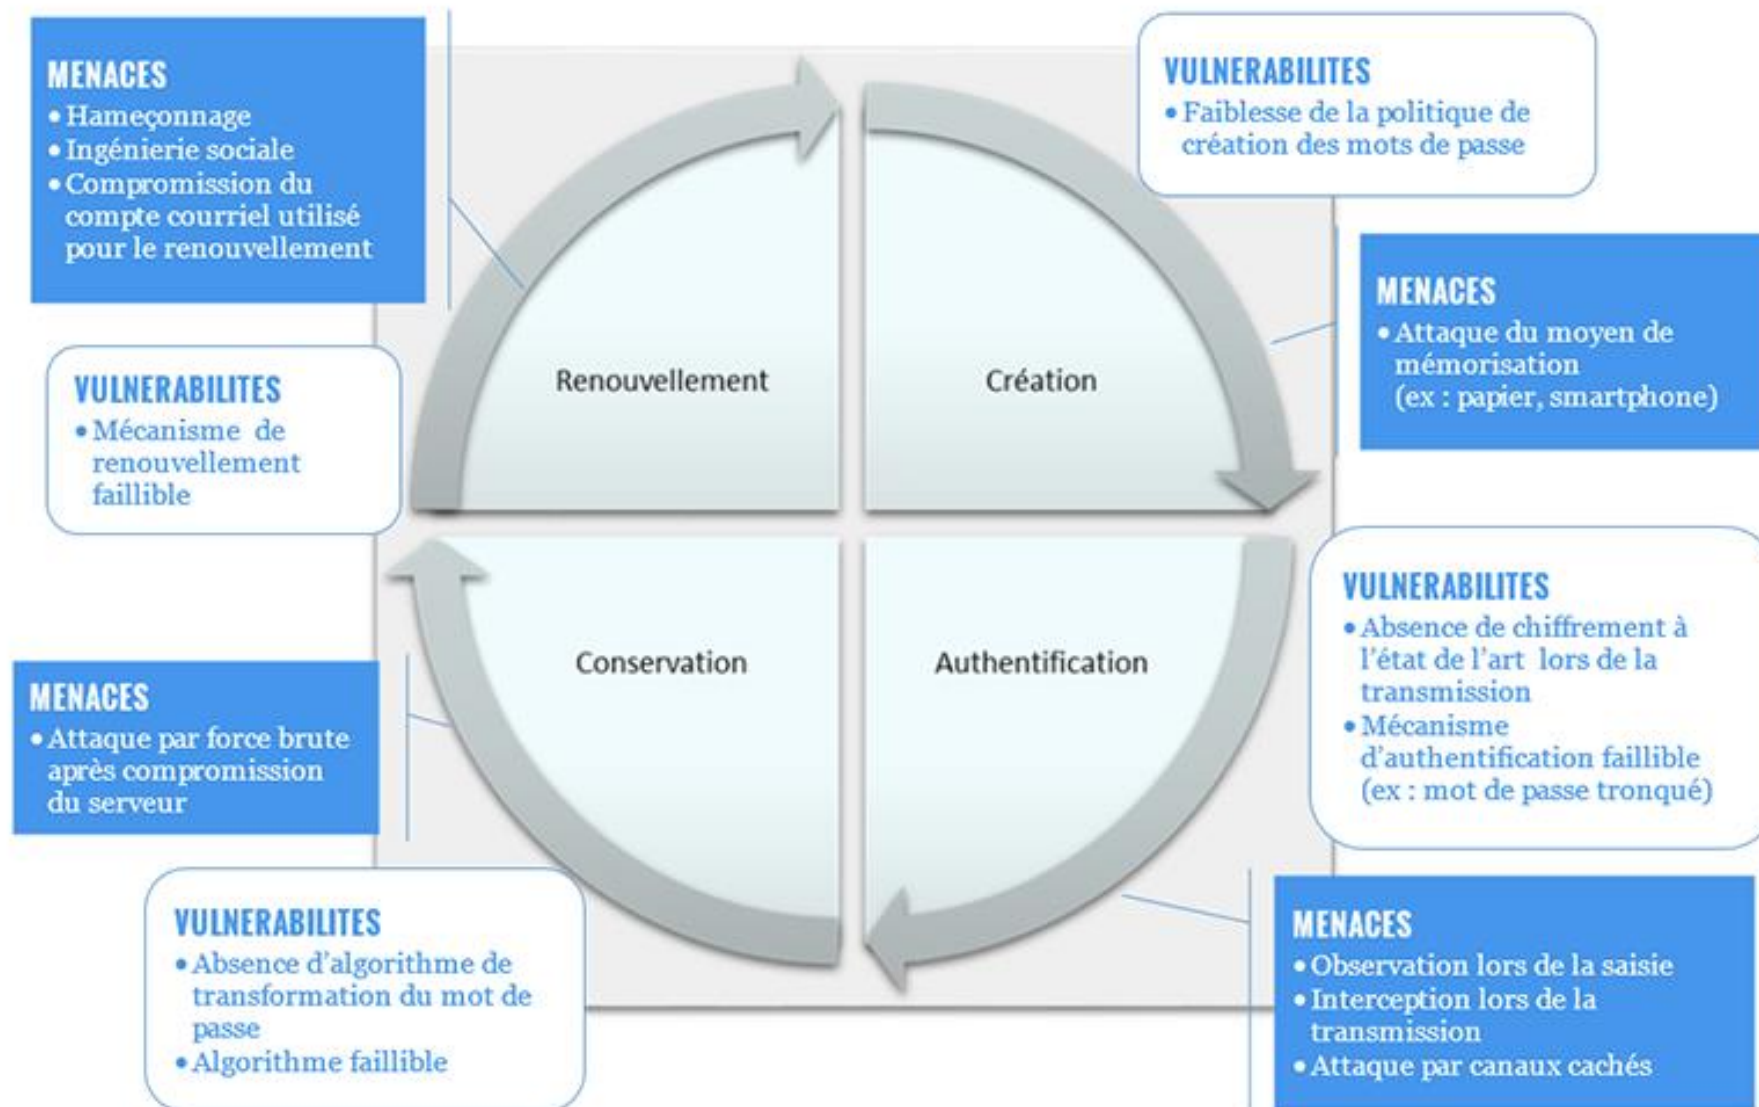 MENACES
• Hameçonnage
• Ingénierie sociale
• Compromission du
compte courriel utilisé
pour le renouvellement
VULNERABILITES
• Faiblesse de la politique de
création des mots de passe
MENACES
• Attaque du moyen de
mémorisation
(ex : papier, smartphone)
VULNERABILITES
• Mécanisme de
renouvellement
faillible
Renouvellement
Création
Conservation
Authentification
VULNERABILITES
• Absence de chiffrement à
l’état de l’art lors de la
transmission
• Mécanisme
d’authentification faillible
(ex : mot de passe tronqué)
MENACES
• Attaque par force brute
après compromission
du serveur
VULNERABILITES
• Absence d’algorithme de
transformation du mot de
passe
• Algorithme faillible
MENACES
• Observation lors de la saisie
• Interception lors de la
transmission
• Attaque par canaux cachés